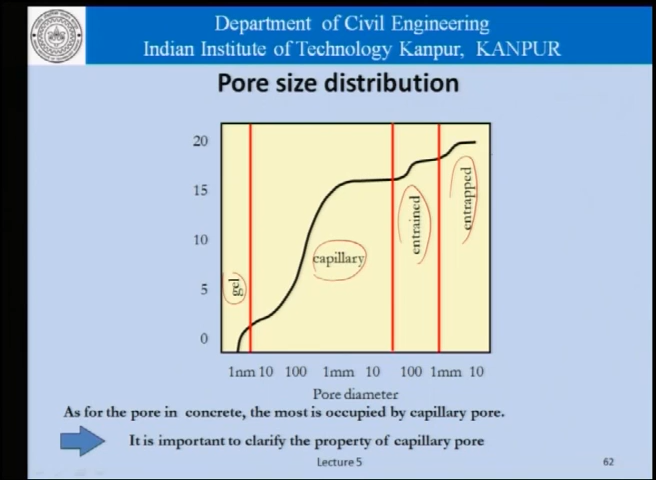 Department of Civil Engineering
Indian Institute of Technology Kanpur, KANPUR
Pore size distribution
20
15
10
5
0
gel
capillary
entrained
entrapped
1nm 10 100 1mm 10 100 1mm 10
Pore diameter
As for the pore in concrete, the most is occupied by capillary pore.
It is important to clarify the property of capillary pore
Lecture 5
62